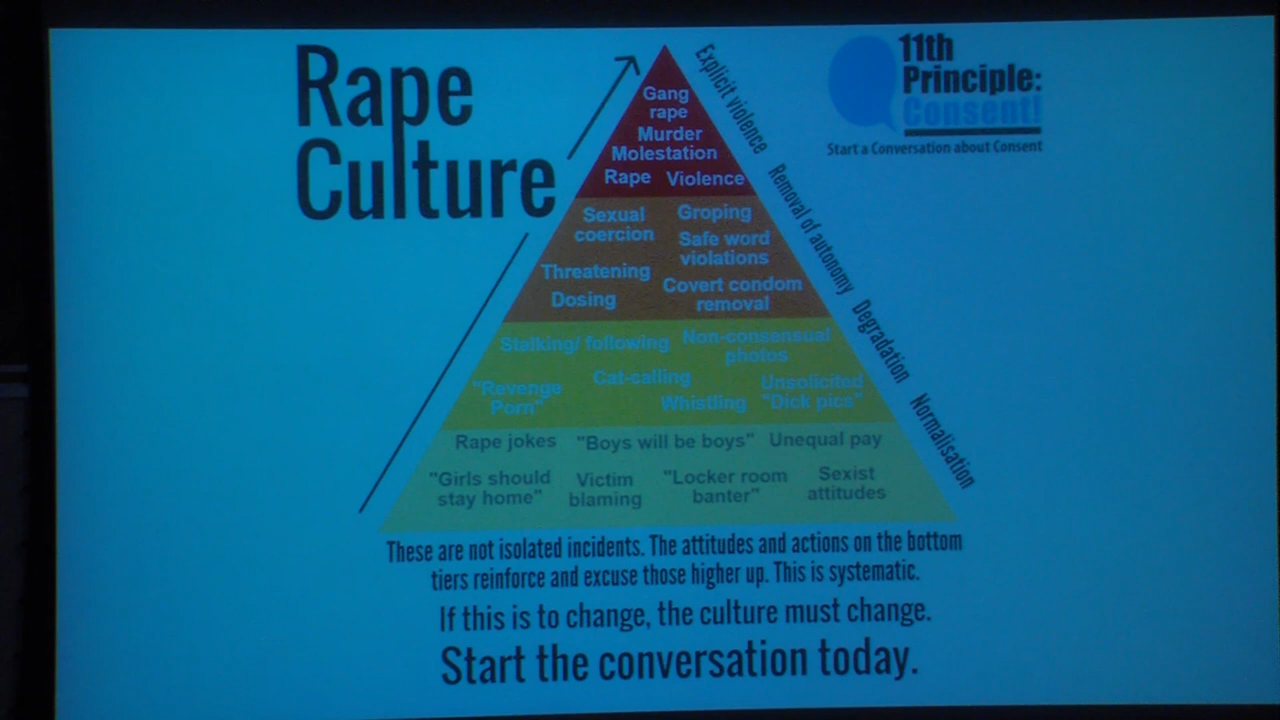 Rape
Culture
11th
Principle:
Consent!
Start a Conversation about Consent
Explicit violence
Removal of autonomy
Degradation
Normalisation
Gang
rape
Murder
Molestation
Rape Violence
Sexual
coercion
Groping
Safe word
violations
Threatening
Dosing
Covert condom
removal
Stalking/ following
Non-consensual
photos
"Revenge
Porn"
Cat-calling
Whistling
Unsolicited
"Dick pics"
Rape jokes "Boys will be boys" Unequal pay
"Girls should
stay home"
Victim
blaming
"Locker room
banter"
Sexist
attitudes
These are not isolated incidents. The attitudes and actions on the bottom
tiers reinforce and excuse those higher up. This is systematic.
If this is to change, the culture must change.
Start the conversation today.